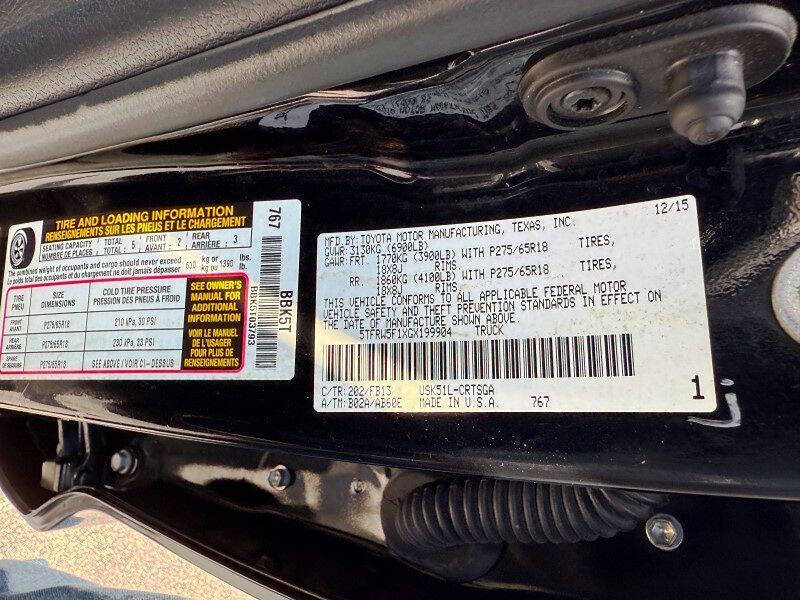 TIRE AND LOADING INFORMATION
RENSEIGNEMENTS SUR LES PNEUS ET LE CHARGEMENT
SEATING CAPACITY TOTAL 5 FRONT 2 REAR 3
NOMBRE DE PLACES TOTAL: AVANT: ARRIÈRE:
The combined weight of occupants and cargo should never exceed 630 kg or 1390 lbs.
Le poids total des occupants et du chargement ne doit jamais dépasser kg ou lb.
TIRE SIZE COLD TIRE PRESSURE
PNEU DIMENSIONS PRESSION DES PNEUS À FROID
AVANT P275/65R18 210 kPa, 30 PSI
ARRIÈRE P275/65R18 230 kPa, 33 PSI
SPARE P275/65R18 SEE ABOVE / VOIR CI-DESSUS
DE SECOURS
SEE OWNER'S
MANUAL FOR
ADDITIONAL
INFORMATION
VOIR LE MANUEL
DU PROPRIÉTAIRE
POUR PLUS DE
RENSEIGNEMENTS
767
BBK57
BBK5103793
12/15
MFD.BY: TOYOTA MOTOR MANUFACTURING, TEXAS, INC.
GVWR: 3130KG (6900LB)
GAWR: FRT 1770KG (3900LB) WITH P275/65R18 TIRES,
18X8J RIMS.
RR. 1860KG (4100LB) WITH P275/65R18 TIRES,
18X8J RIMS.
THIS VEHICLE CONFORMS TO ALL APPLICABLE FEDERAL MOTOR
VEHICLE SAFETY AND THEFT PREVENTION STANDARDS IN EFFECT ON
THE DATE OF MANUFACTURE SHOWN ABOVE.
5TFRW5F1XGX199904 TRUCK
C/TR: 202/FB13 USK51L-CRTSGA
A/TM: B02A/AB60E MADE IN U.S.A. 767
1